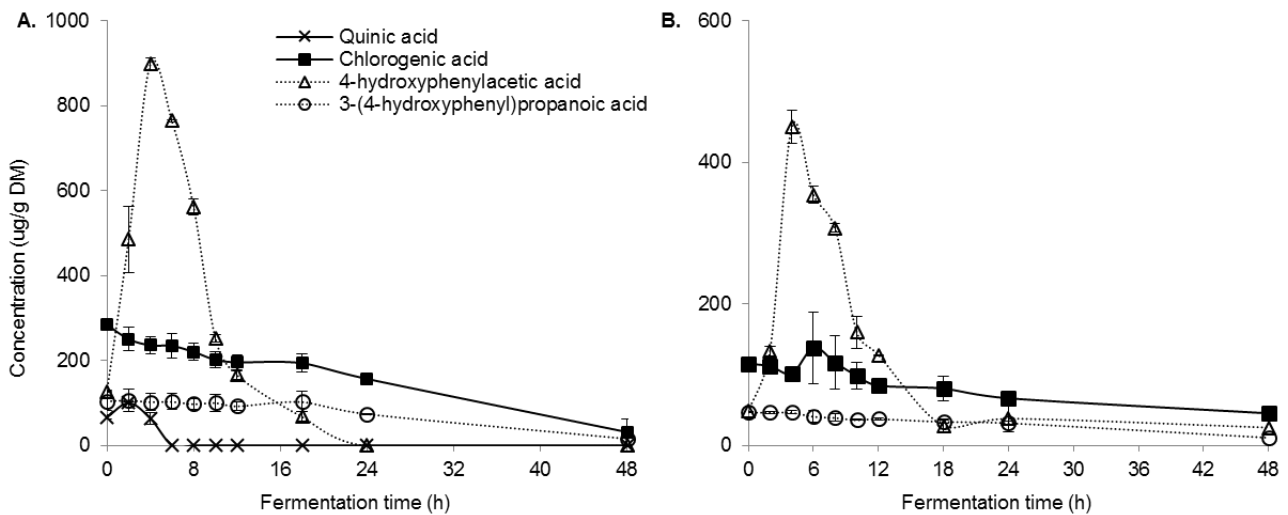 A.
1000
800
600
400
200
0
Concentration (ug/g DM)
Quinic acid
Chlorogenic acid
4-hydroxyphenylacetic acid
3-(4-hydroxyphenyl)propanoic acid
0 8 16 24 32 40 48
Fermentation time (h)
B.
600
400
200
0
0 6 12 18 24 30 36 42 48
Fermentation time (h)